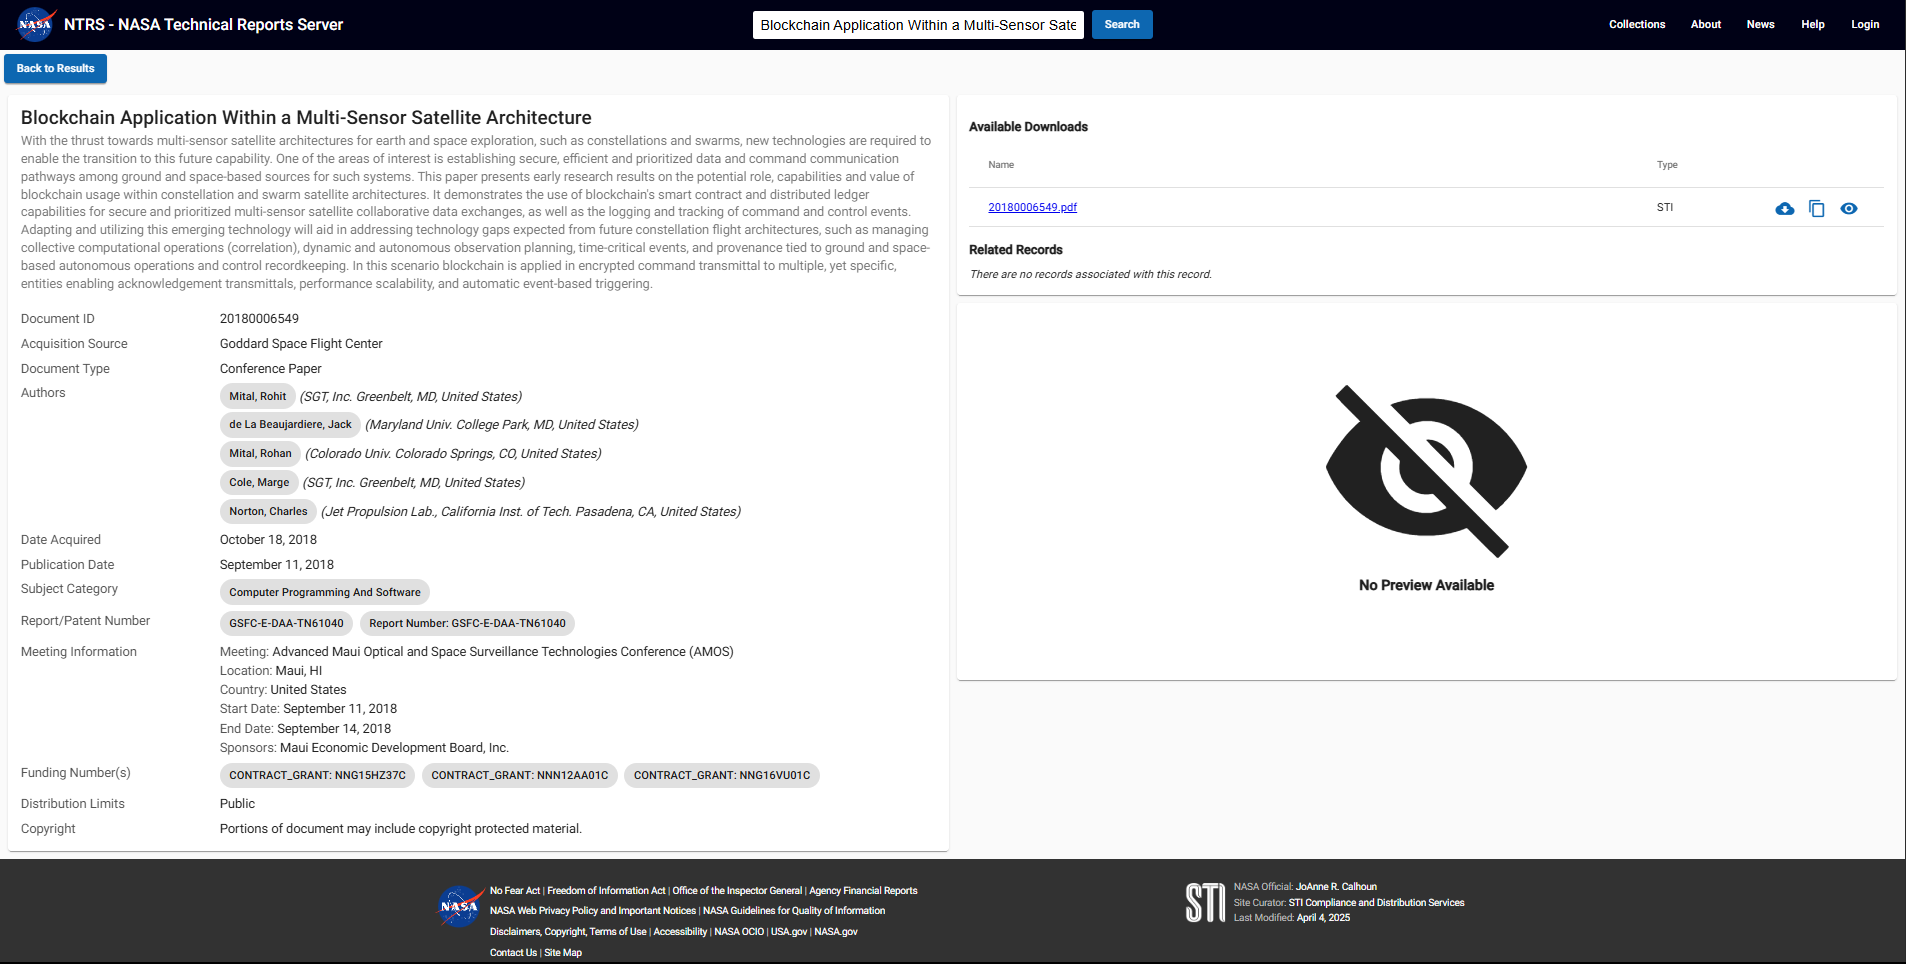 NASA
NTRS - NASA Technical Reports Server
Blockchain Application Within a Multi-Sensor Sate
Search
Collections
About
News
Help
Login
Back to Results
Blockchain Application Within a Multi-Sensor Satellite Architecture
With the thrust towards multi-sensor satellite architectures for earth and space exploration, such as constellations and swarms, new technologies are required to
enable the transition to this future capability. One of the areas of interest is establishing secure, efficient and prioritized data and command communication
pathways among ground and space-based sources for such systems. This paper presents early research results on the potential role, capabilities and value of
blockchain usage within constellation and swarm satellite architectures. It demonstrates the use of blockchain's smart contract and distributed ledger
capabilities for secure and prioritized multi-sensor satellite collaborative data exchanges, as well as the logging and tracking of command and control events.
Adapting and utilizing this emerging technology will aid in addressing technology gaps expected from future constellation flight architectures, such as managing
collective computational operations (correlation), dynamic and autonomous observation planning, time-critical events, and provenance tied to ground and space-
based autonomous operations and control recordkeeping. In this scenario blockchain is applied in encrypted command transmittal to multiple, yet specific,
entities enabling acknowledgement transmittals, performance scalability, and automatic event-based triggering.
Document ID 20180006549
Acquisition Source Goddard Space Flight Center
Document Type Conference Paper
Authors Mital, Rohit (SGT, Inc. Greenbelt, MD, United States)
de La Beaujardiere, Jack (Maryland Univ. College Park, MD, United States)
Mital, Rohan (Colorado Univ. Colorado Springs, CO, United States)
Cole, Marge (SGT, Inc. Greenbelt, MD, United States)
Norton, Charles (Jet Propulsion Lab., California Inst. of Tech. Pasadena, CA, United States)
Date Acquired October 18, 2018
Publication Date September 11, 2018
Subject Category Computer Programming And Software
Report/Patent Number GSFC-E-DAA-TN61040 Report Number: GSFC-E-DAA-TN61040
Meeting Information Meeting: Advanced Maui Optical and Space Surveillance Technologies Conference (AMOS)
Location: Maui, HI
Country: United States
Start Date: September 11, 2018
End Date: September 14, 2018
Sponsors: Maui Economic Development Board, Inc.
Funding Number(s) CONTRACT_GRANT: NNG15HZ37C CONTRACT_GRANT: NNN12AA01C CONTRACT_GRANT: NNG16VU01C
Distribution Limits Public
Copyright Portions of document may include copyright protected material.
Available Downloads
Name Type
20180006549.pdf STI
Related Records
There are no records associated with this record.
No Preview Available
NASA
No Fear Act | Freedom of Information Act | Office of the Inspector General | Agency Financial Reports
NASA Web Privacy Policy and Important Notices | NASA Guidelines for Quality of Information
Disclaimers, Copyright, Terms of Use | Accessibility | NASA OCIO | USA.gov | NASA.gov
Contact Us | Site Map
STI
NASA Official: JoAnne R. Calhoun
Site Curator: STI Compliance and Distribution Services
Last Modified: April 4, 2025